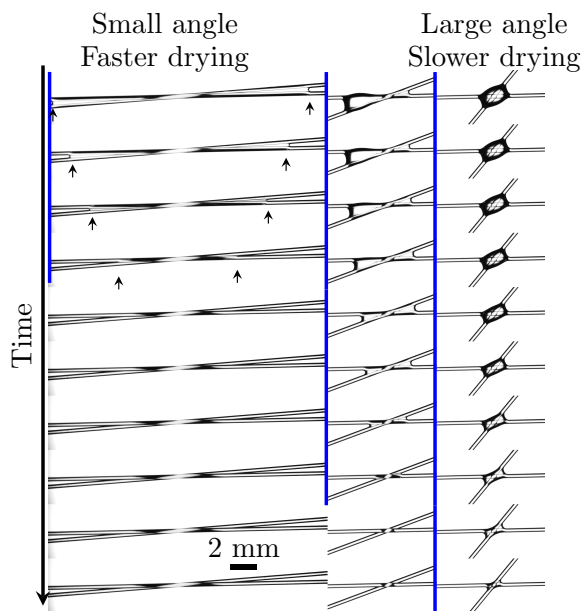 Small angle
Faster drying
Large angle
Slower drying
Time
2 mm